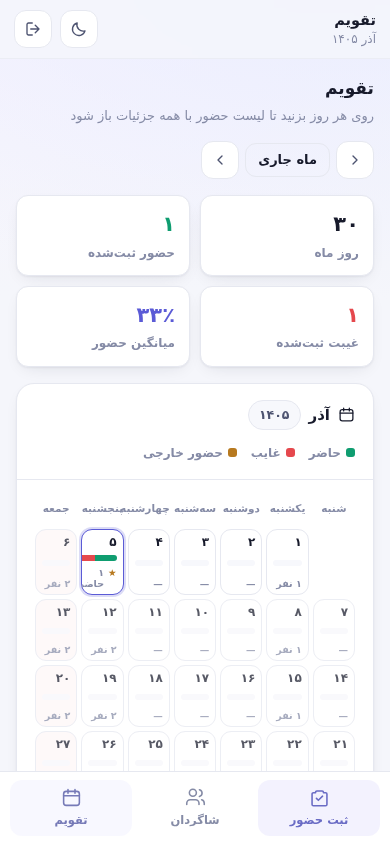 تقویم
آذر ۱۴۰۵
تقویم
روی هر روز بزنید تا لیست حضور با همه جزئیات باز شود
ماه جاری
۳۰
روز ماه
۱
حضور ثبت‌شده
۱
غیبت ثبت‌شده
۳۳٪
میانگین حضور
آذر ۱۴۰۵
حاضر غایب حضور خارجی
شنبه یکشنبه دوشنبه سه‌شنبه چهارشنبه پنجشنبه جمعه
۱ ۲ ۳ ۴ ۵ ۶
★ ۱
۱ نفر — — — ۲ نفر
۷ ۸ ۹ ۱۰ ۱۱ ۱۲ ۱۳
— ۱ نفر — — — ۲ نفر ۲ نفر
۱۴ ۱۵ ۱۶ ۱۷ ۱۸ ۱۹ ۲۰
— ۱ نفر — — — ۲ نفر ۲ نفر
۲۱ ۲۲ ۲۳ ۲۴ ۲۵ ۲۶ ۲۷
ثبت حضور شاگردان تقویم